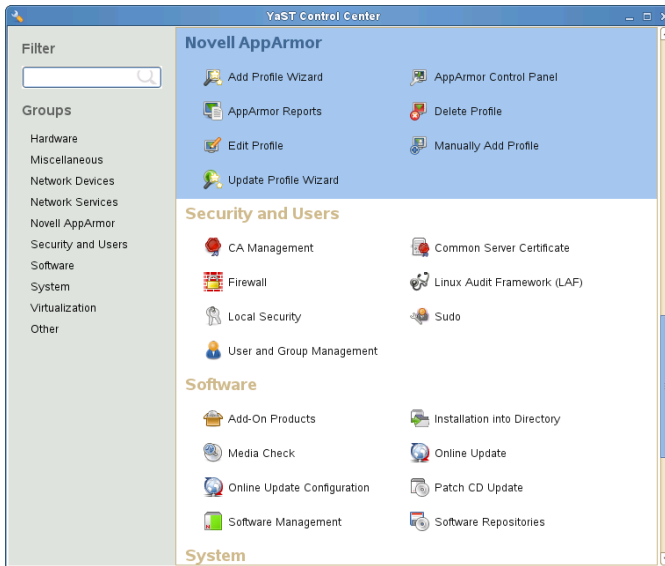 YaST Control Center
Filter
Groups
Hardware
Miscellaneous
Network Devices
Network Services
Novell AppArmor
Security and Users
Software
System
Virtualization
Other
Novell AppArmor
Add Profile Wizard
AppArmor Control Panel
AppArmor Reports
Delete Profile
Edit Profile
Manually Add Profile
Update Profile Wizard
Security and Users
CA Management
Common Server Certificate
Firewall
Linux Audit Framework (LAF)
Local Security
Sudo
User and Group Management
Software
Add-On Products
Installation into Directory
Media Check
Online Update
Online Update Configuration
Patch CD Update
Software Management
Software Repositories
System